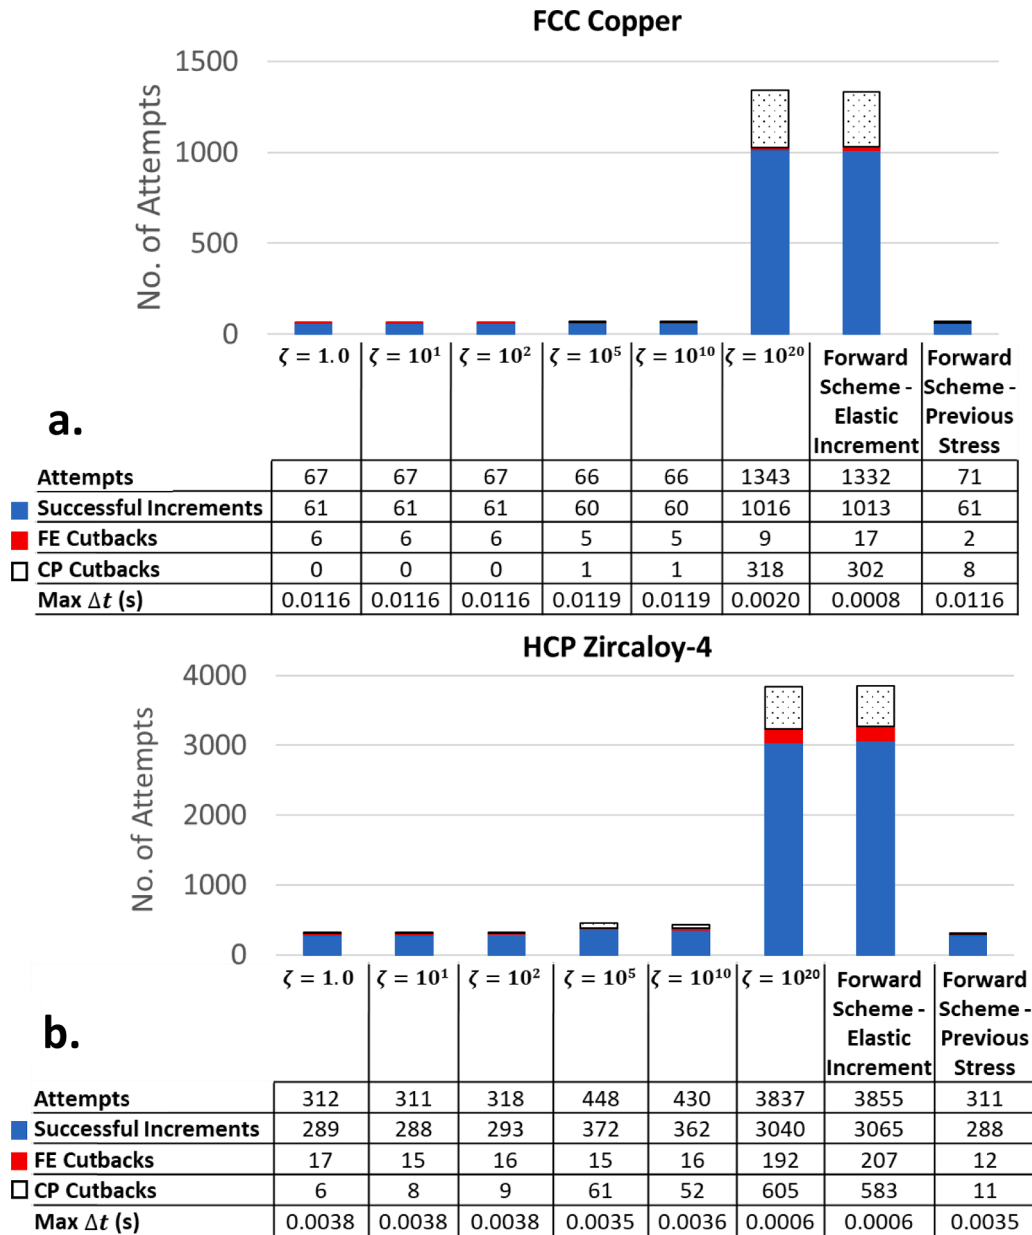 FCC Copper
No. of Attempts
1500
1000
500
0
ζ = 1.0 ζ = 10¹ ζ = 10² ζ = 10⁵ ζ = 10¹⁰ ζ = 10²⁰ Forward Forward
Scheme - Scheme -
Elastic Previous
Increment Stress
a.
Attempts 67 67 67 66 66 1343 1332 71
Successful Increments 61 61 61 60 60 1016 1013 61
FE Cutbacks 6 6 6 5 5 9 17 2
CP Cutbacks 0 0 0 1 1 318 302 8
Max Δt (s) 0.0116 0.0116 0.0116 0.0119 0.0119 0.0020 0.0008 0.0116
HCP Zircaloy-4
No. of Attempts
4000
3000
2000
1000
0
ζ = 1.0 ζ = 10¹ ζ = 10² ζ = 10⁵ ζ = 10¹⁰ ζ = 10²⁰ Forward Forward
Scheme - Scheme -
Elastic Previous
Increment Stress
b.
Attempts 312 311 318 448 430 3837 3855 311
Successful Increments 289 288 293 372 362 3040 3065 288
FE Cutbacks 17 15 16 15 16 192 207 12
CP Cutbacks 6 8 9 61 52 605 583 11
Max Δt (s) 0.0038 0.0038 0.0038 0.0035 0.0036 0.0006 0.0006 0.0035